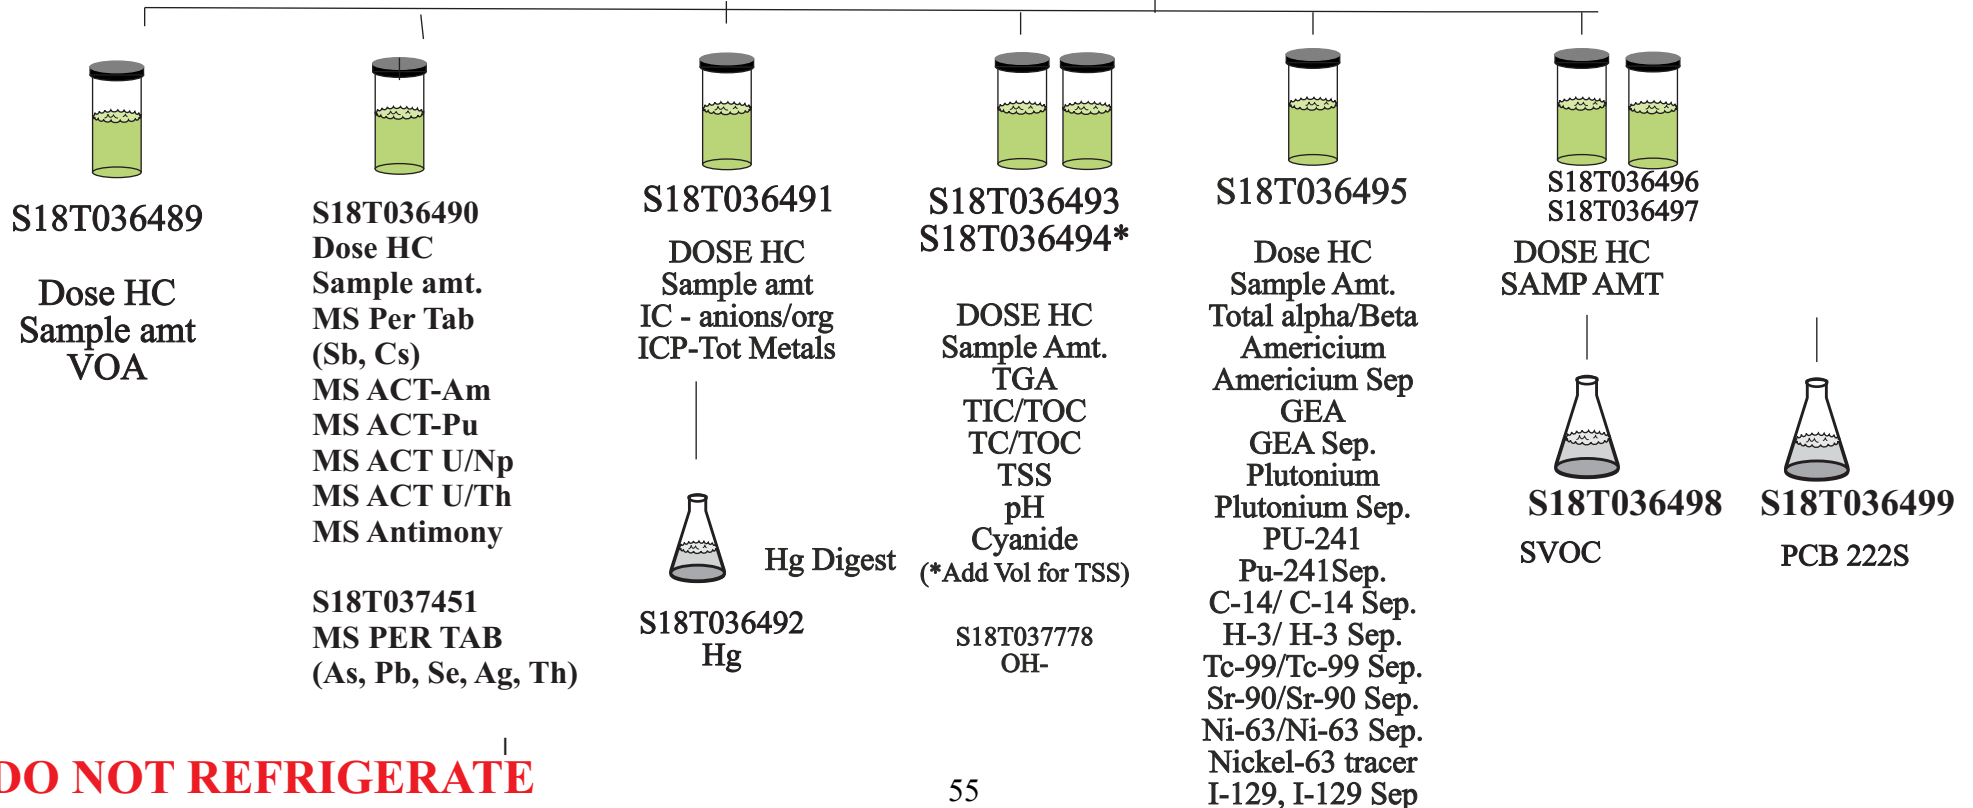 S18T036489
Dose HC
Sample amt
VOA
S18T036490
Dose HC
Sample amt.
MS Per Tab
(Sb, Cs)
MS ACT-Am
MS ACT-Pu
MS ACT U/Np
MS ACT U/Th
MS Antimony
S18T037451
MS PER TAB
(As, Pb, Se, Ag, Th)
S18T036491
DOSE HC
Sample amt
IC - anions/org
ICP-Tot Metals
Hg Digest
S18T036492
Hg
S18T036493
S18T036494*
DOSE HC
Sample Amt.
TGA
TIC/TOC
TC/TOC
TSS
pH
Cyanide
(*Add Vol for TSS)
S18T037778
OH-
S18T036495
Dose HC
Sample Amt.
Total alpha/Beta
Americium
Americium Sep
GEA
GEA Sep.
Plutonium
Plutonium Sep.
PU-241
Pu-241Sep.
C-14/ C-14 Sep.
H-3/ H-3 Sep.
Tc-99/Tc-99 Sep.
Sr-90/Sr-90 Sep.
Ni-63/Ni-63 Sep.
Nickel-63 tracer
I-129, I-129 Sep
S18T036496
S18T036497
DOSE HC
SAMP AMT
S18T036498
SVOC
S18T036499
PCB 222S
DO NOT REFRIGERATE
55